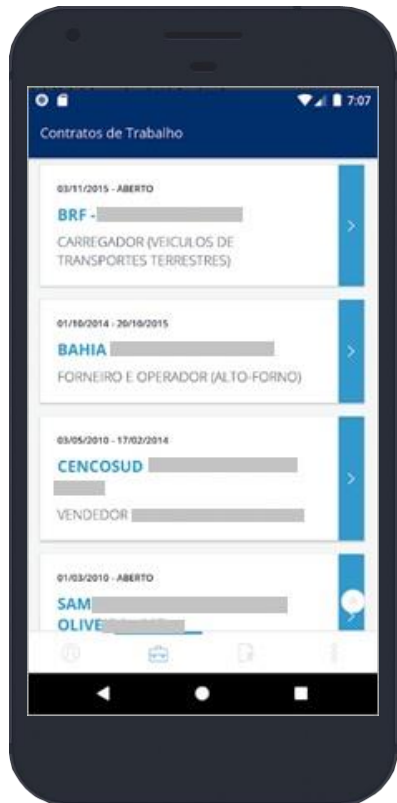 7:07
Contratos de Trabalho
03/11/2015 - ABERTO
BRF -
CARREGADOR (VEICULOS DE
TRANSPORTES TERRESTRES)
01/10/2014 - 20/10/2015
BAHIA
FORNEIRO E OPERADOR (ALTO-FORNO)
03/05/2010 - 17/02/2014
CENCOSUD
VENDEDOR
01/03/2010 - ABERTO
SAM
OLIVE